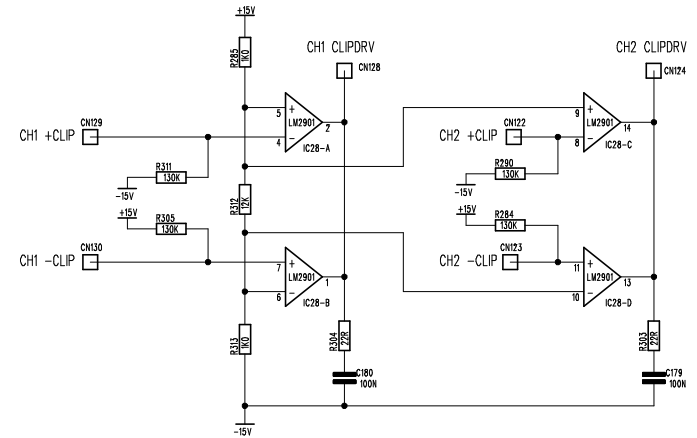 +15V
CH1 CLIPDRV
CH2 CLIPDRV
R285
1K0
CN128
CN124
CH1 +CLIP
CN129
5
+
LM2901
2
4
−
IC28-A
CH2 +CLIP
CN122
9
+
LM2901
14
8
−
IC28-C
R311
130K
-15V
R290
130K
-15V
R312
12K
+15V
R305
130K
+15V
R284
130K
CH1 −CLIP
CN130
7
+
LM2901
1
6
−
IC28-B
CH2 −CLIP
CN123
11
+
LM2901
13
10
−
IC28-D
R313
1K0
R304
22R
R303
22R
C180
100N
C179
100N
-15V